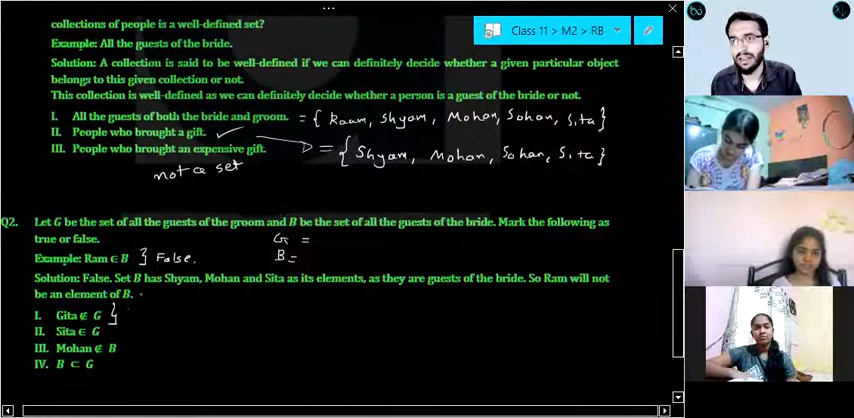 collections of people is a well-defined set?
Class 11 > M2 > RB
Example: All the guests of the bride.
Solution: A collection is said to be well-defined if we can definitely decide whether a given particular object
belongs to this given collection or not.
This collection is well-defined as we can definitely decide whether a person is a guest of the bride or not.
I. All the guests of both the bride and groom. = { Raam, Shyam, Mohan, Sohan, Sita}
II. People who brought a gift.
III. People who brought an expensive gift. = { Shyam, Mohan, Sohan, Sita}
not a set
Q2. Let G be the set of all the guests of the groom and B be the set of all the guests of the bride. Mark the following as
true or false. G =
Example: Ram ∈ B } False. B =
Solution: False. Set B has Shyam, Mohan and Sita as its elements, as they are guests of the bride. So Ram will not
be an element of B.
I. Gita ∉ G }
II. Sita ∈ G
III. Mohan ∉ B
IV. B ⊂ G